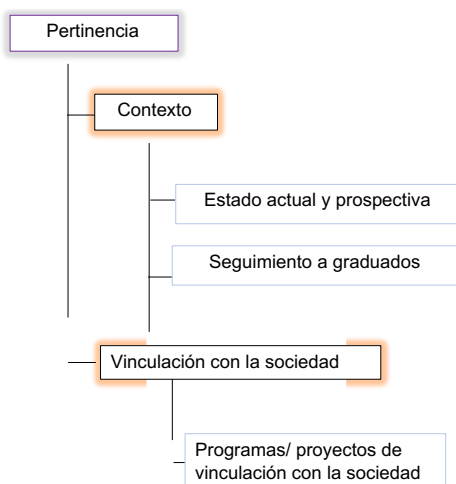 Pertinencia
Contexto
Estado actual y prospectiva
Seguimiento a graduados
Vinculación con la sociedad
Programas/ proyectos de
vinculación con la sociedad